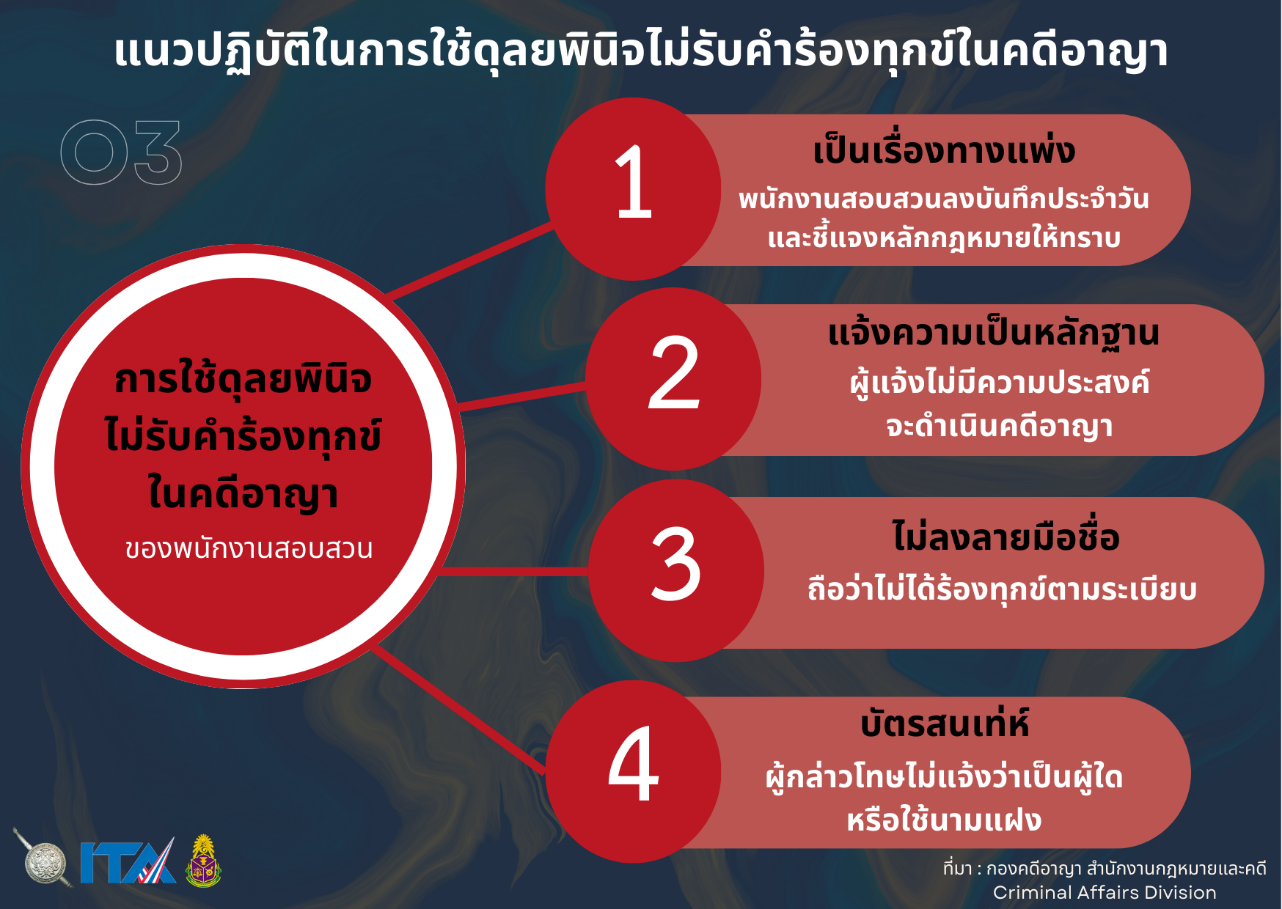 แนวปฏิบัติในการใช้ดุลยพินิจไม่รับคำร้องทุกข์ในคดีอาญา
03
การใช้ดุลยพินิจ
ไม่รับคำร้องทุกข์
ในคดีอาญา
ของพนักงานสอบสวน
1
เป็นเรื่องทางแพ่ง
พนักงานสอบสวนลงบันทึกประจำวัน
และชี้แจงหลักกฎหมายให้ทราบ
2
แจ้งความเป็นหลักฐาน
ผู้แจ้งไม่มีความประสงค์
จะดำเนินคดีอาญา
3
ไม่ลงลายมือชื่อ
ถือว่าไม่ได้ร้องทุกข์ตามระเบียบ
4
บัตรสนเท่ห์
ผู้กล่าวโทษไม่แจ้งว่าเป็นผู้ใด
หรือใช้นามแฝง
ITA
ที่มา : กองคดีอาญา สำนักงานกฎหมายและคดี
Criminal Affairs Division